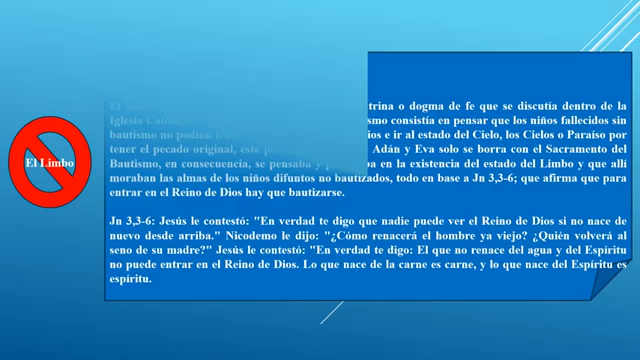 El
trina o dogma de fe que se discutía dentro de la
Iglesia Católica
smo consistía en pensar que los niños fallecidos sin
bautismo no podían
ios e ir al estado del Cielo, los Cielos o Paraíso por
tener el pecado original, este
Adán y Eva solo se borra con el Sacramento del
Bautismo, en consecuencia, se pensaba y
ba en la existencia del estado del Limbo y que allí
El Limbo
moraban las almas de los niños difuntos no bautizados, todo en base a Jn 3,3-6; que afirma que para
entrar en el Reino de Dios hay que bautizarse.
Jn 3,3-6: Jesús le contestó: "En verdad te digo que nadie puede ver el Reino de Dios si no nace de
nuevo desde arriba." Nicodemo le dijo: "¿Cómo renacerá el hombre ya viejo? ¿Quién volverá al
seno de su madre?" Jesús le contestó: "En verdad te digo: El que no renace del agua y del Espíritu
no puede entrar en el Reino de Dios. Lo que nace de la carne es carne, y lo que nace del Espíritu es
espíritu.